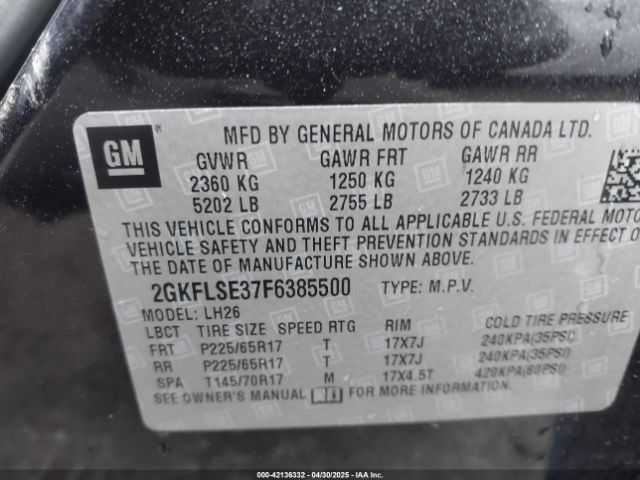 GM ®
MFD BY GENERAL MOTORS OF CANADA LTD.
GVWR GAWR FRT GAWR RR
2360 KG 1250 KG 1240 KG
5202 LB 2755 LB 2733 LB
THIS VEHICLE CONFORMS TO ALL APPLICABLE U.S. FEDERAL MOTO
VEHICLE SAFETY AND THEFT PREVENTION STANDARDS IN EFFECT O
THE DATE OF MANUFACTURE SHOWN ABOVE.
2GKFLSE37F6385500 TYPE: M.P.V.
MODEL: LH26
LBCT TIRE SIZE SPEED RTG RIM COLD TIRE PRESSURE
FRT P225/65R17 T 17X7J 240KPA(35PSI)
RR P225/65R17 T 17X7J 240KPA(35PSI)
SPA T145/70R17 M 17X4.5T 420KPA(60PSI)
SEE OWNER'S MANUAL FOR MORE INFORMATION.
000-42136332 - 04/30/2025 - IAAI.COM